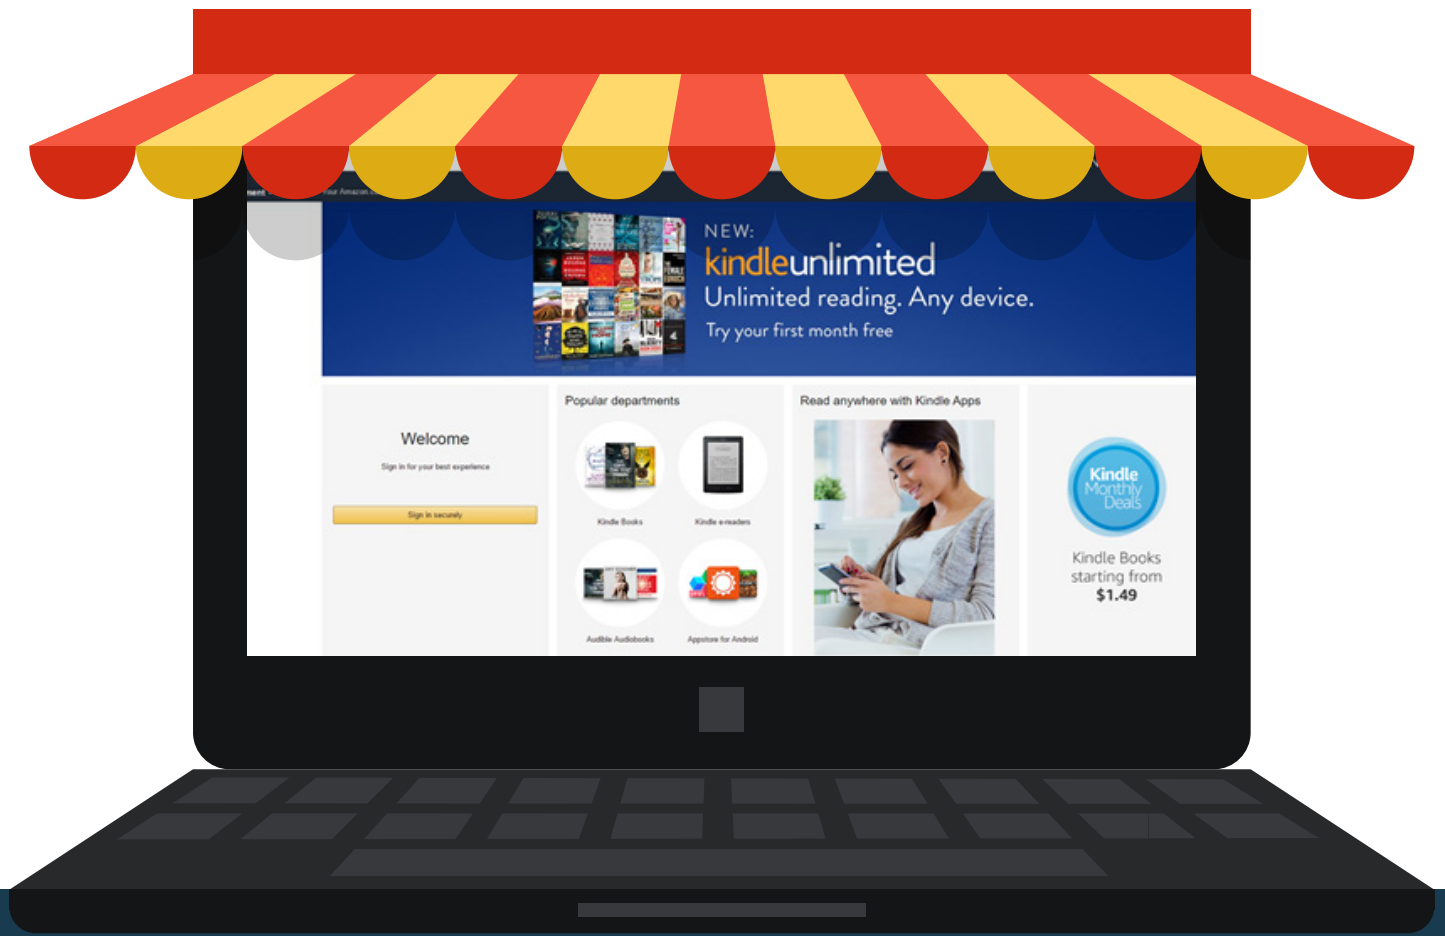 Your Amazon.c
NEW:
kindleunlimited
Unlimited reading. Any device.
Try your first month free
Welcome
Sign in for your best experience
Sign in securely
Popular departments
Kindle Books
Kindle e-readers
Audible Audiobooks
Appstore for Android
Read anywhere with Kindle Apps
Kindle
Monthly
Deals
Kindle Books
starting from
$1.49